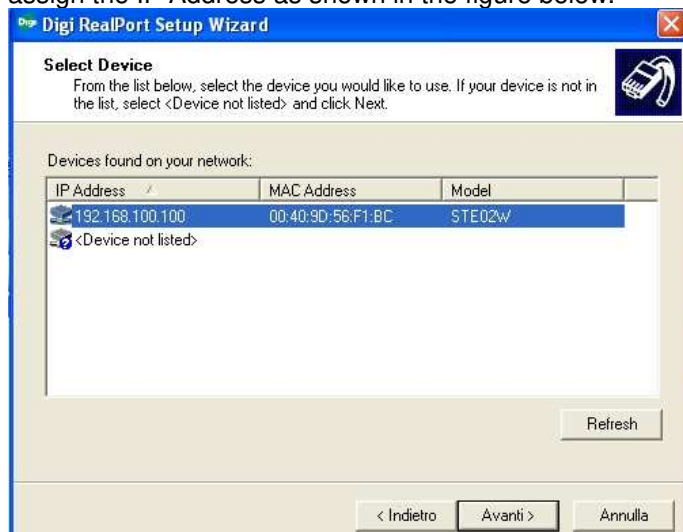 assign the IP Address as shown in the figure below.
Digi Digi RealPort Setup Wizard
Select Device
From the list below, select the device you would like to use. If your device is not in
the list, select <Device not listed> and click Next.
Devices found on your network:
IP Address MAC Address Model
192.168.100.100 00:40:9D:56:F1:BC STE02W
<Device not listed>
Refresh
< Indietro Avanti > Annulla